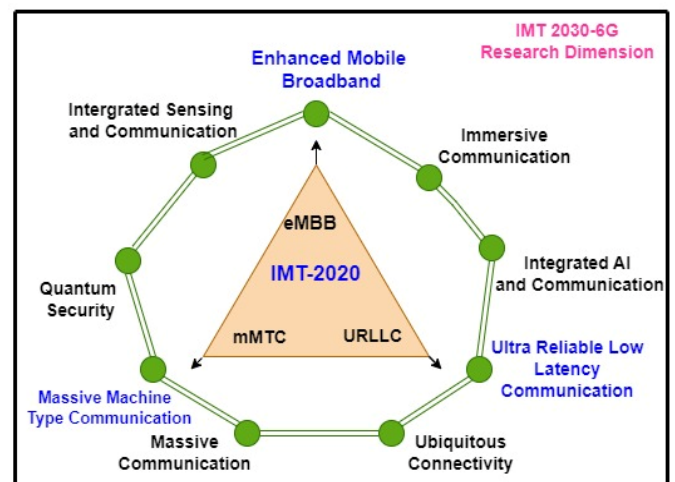 IMT 2030-6G
Research Dimension
Enhanced Mobile
Broadband
Intergrated Sensing
and Communication
Immersive
Communication
eMBB
IMT-2020
Integrated AI
and Communication
Quantum
Security
mMTC
URLLC
Ultra Reliable Low
Latency
Communication
Massive Machine
Type Communication
Massive
Communication
Ubiquitous
Connectivity